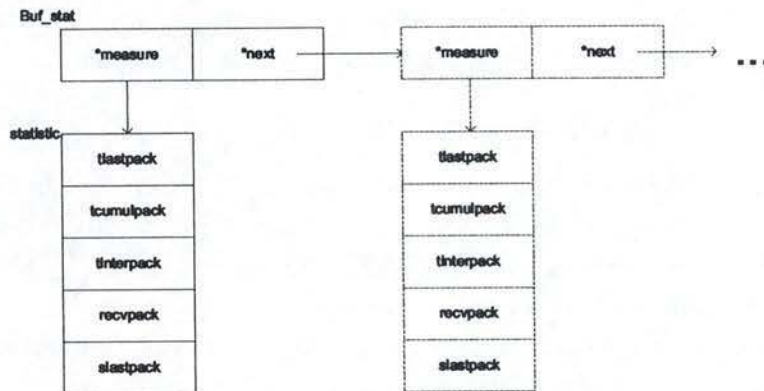 Buf_stat
*measure *next *measure *next ...
statistic
tlastpack tlastpack
tcumulpack tcumulpack
tinterpack tinterpack
recvpack recvpack
slastpack slastpack